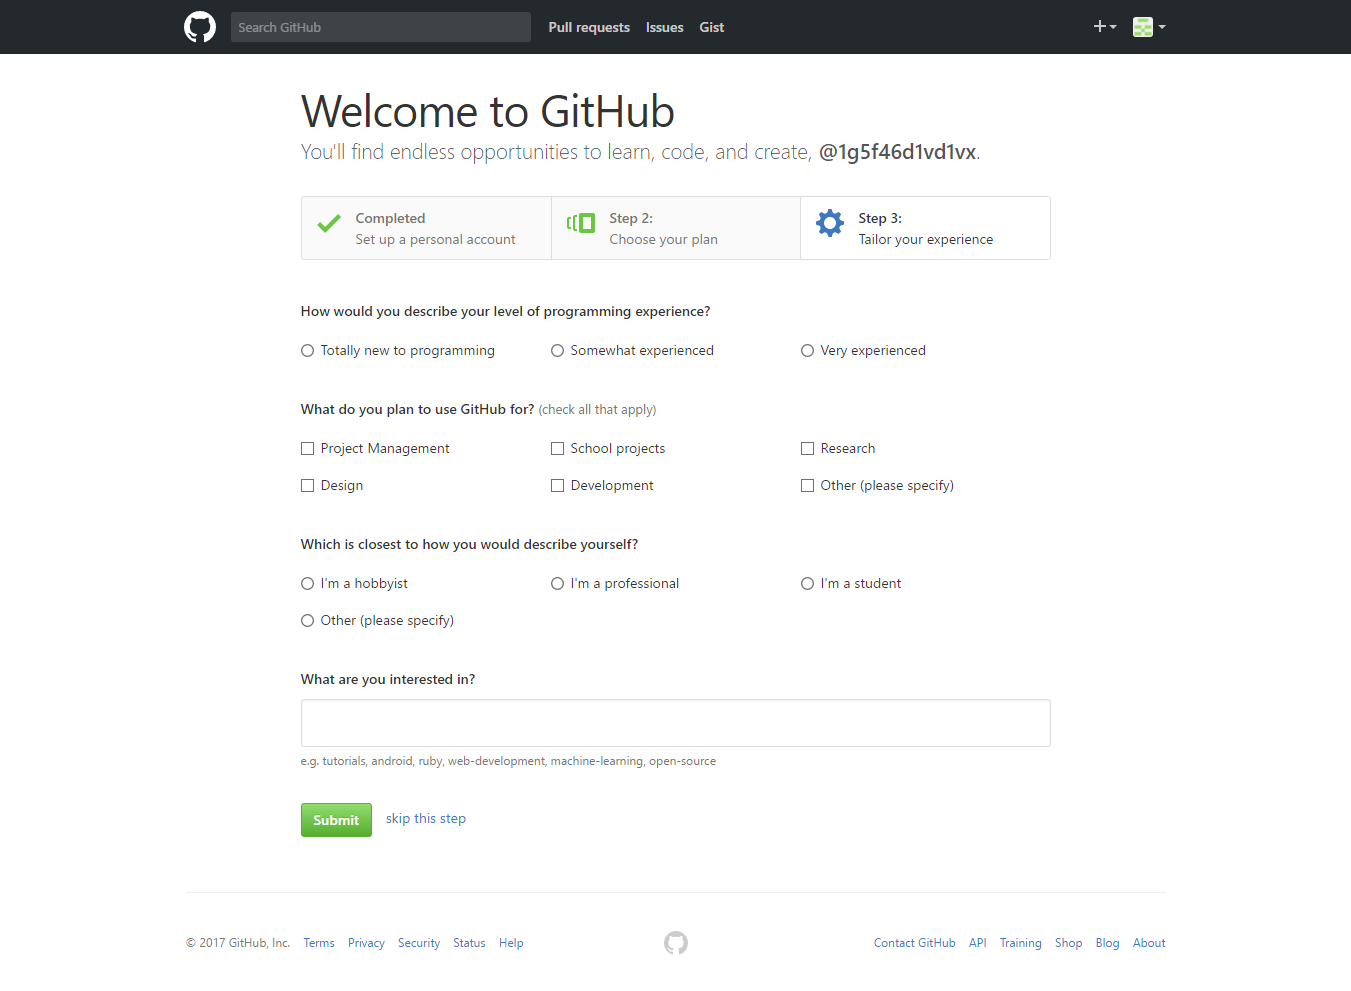 Search GitHub Pull requests Issues Gist
Welcome to GitHub
You'll find endless opportunities to learn, code, and create, @1g5f46d1vd1vx.
Completed
Set up a personal account
Step 2:
Choose your plan
Step 3:
Tailor your experience
How would you describe your level of programming experience?
Totally new to programming Somewhat experienced Very experienced
What do you plan to use GitHub for? (check all that apply)
Project Management School projects Research
Design Development Other (please specify)
Which is closest to how you would describe yourself?
I'm a hobbyist I'm a professional I'm a student
Other (please specify)
What are you interested in?
e.g. tutorials, android, ruby, web-development, machine-learning, open-source
Submit skip this step
© 2017 GitHub, Inc. Terms Privacy Security Status Help Contact GitHub API Training Shop Blog About